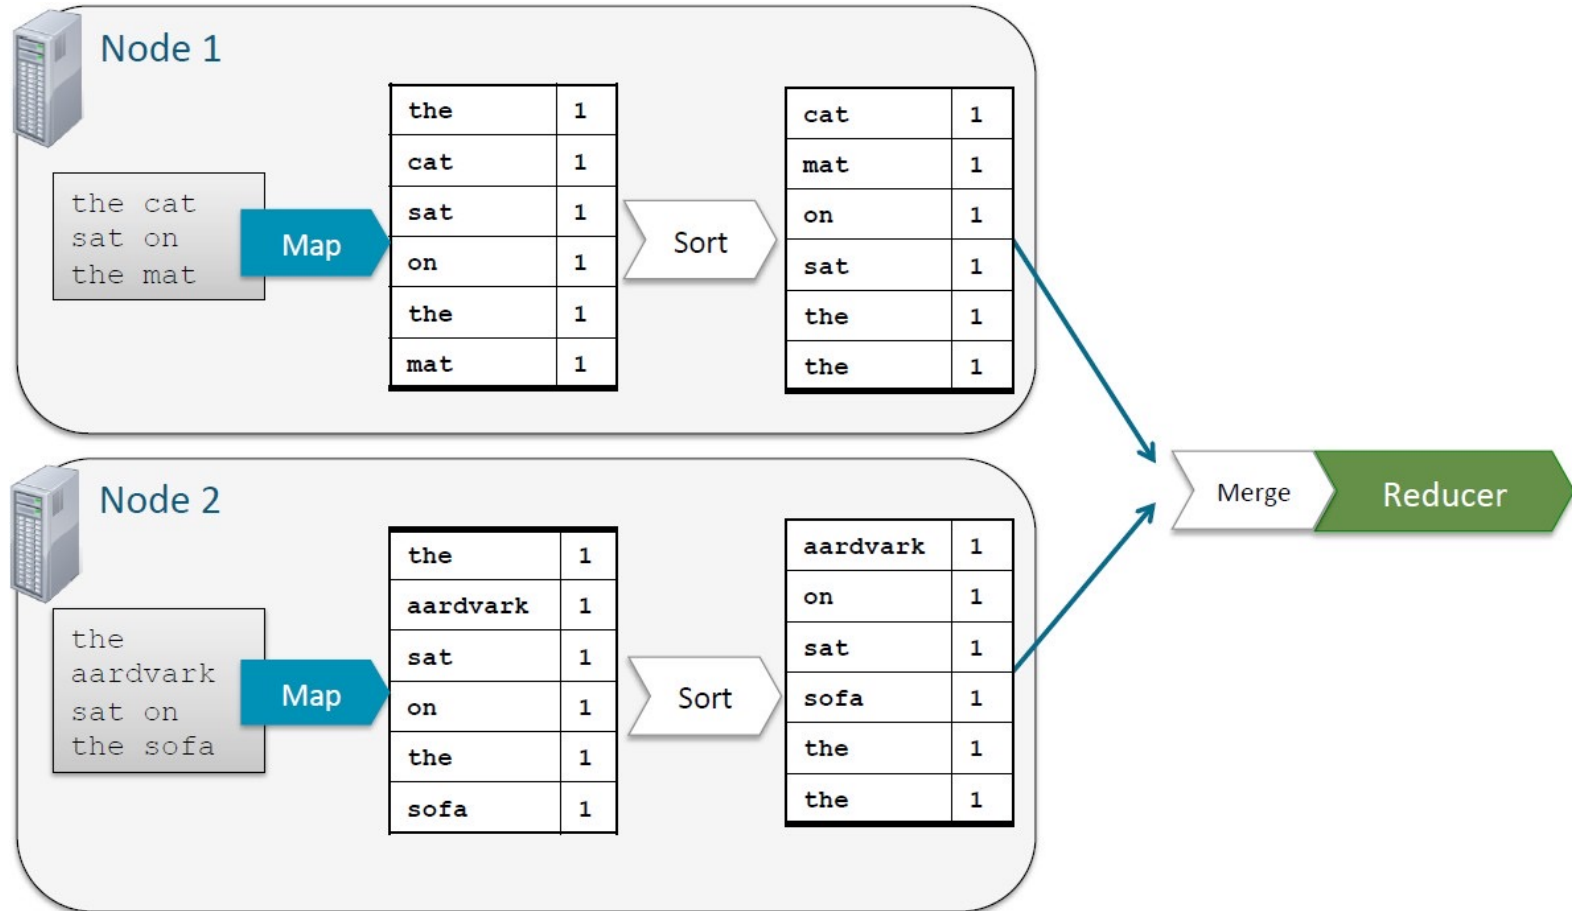 Node 1
the cat
sat on
the mat
Map
the 1
cat 1
sat 1
on 1
the 1
mat 1
Sort
cat 1
mat 1
on 1
sat 1
the 1
the 1
Node 2
the
aardvark
sat on
the sofa
Map
the 1
aardvark 1
sat 1
on 1
the 1
sofa 1
Sort
aardvark 1
on 1
sat 1
sofa 1
the 1
the 1
Merge
Reducer